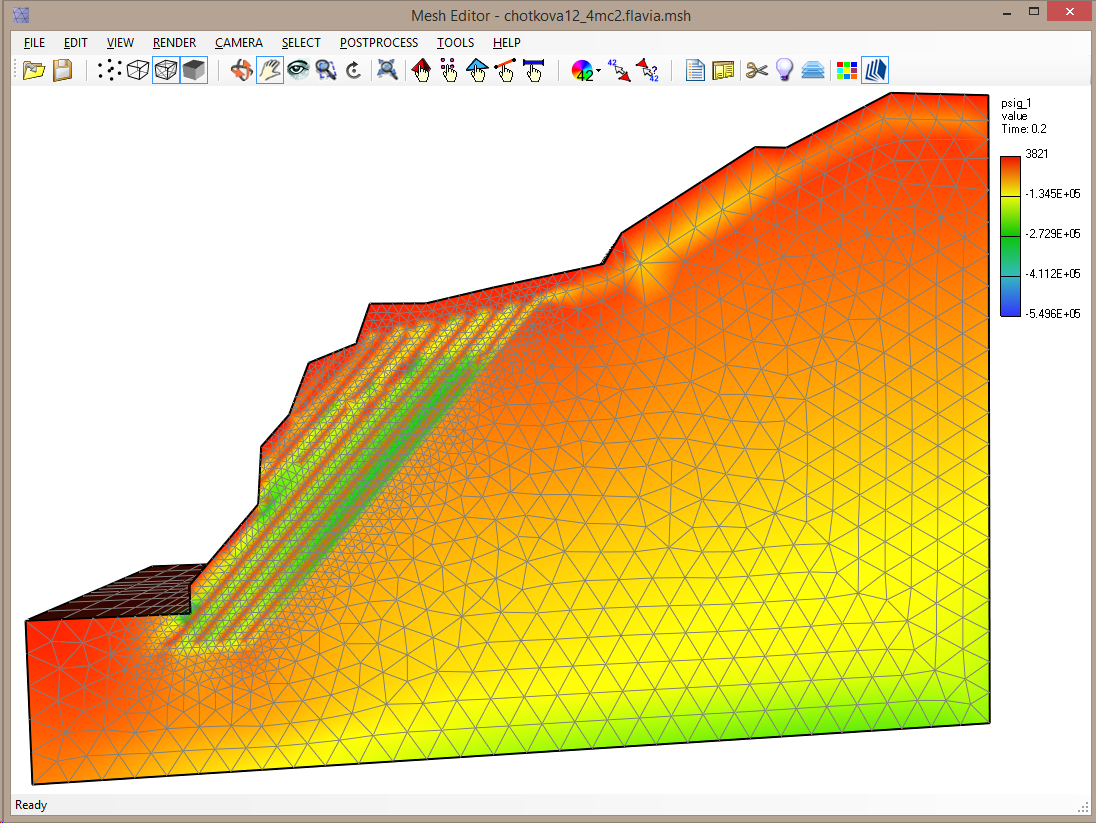 Mesh Editor - chotkova12_4mc2.flavia.msh
FILE EDIT VIEW RENDER CAMERA SELECT POSTPROCESS TOOLS HELP
42 42 42
psig_1
value
Time: 0.2
3821
-1.345E+05
-2.729E+05
-4.112E+05
-5.496E+05
Ready